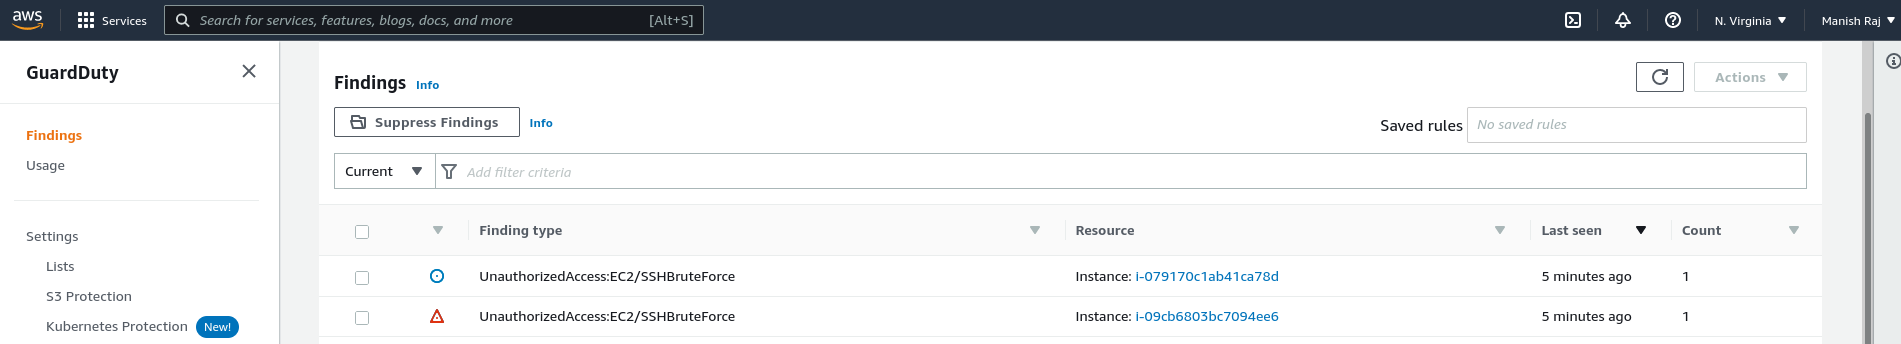 aws Services Search for services, features, blogs, docs, and more [Alt+S] N. Virginia Manish Raj
GuardDuty
Findings
Usage
Settings
Lists
S3 Protection
Kubernetes Protection New!
Findings Info
Actions
Suppress Findings Info
Saved rules No saved rules
Current Add filter criteria
Finding type Resource Last seen Count
UnauthorizedAccess:EC2/SSHBruteForce Instance: i-079170c1ab41ca78d 5 minutes ago 1
UnauthorizedAccess:EC2/SSHBruteForce Instance: i-09cb6803bc7094ee6 5 minutes ago 1